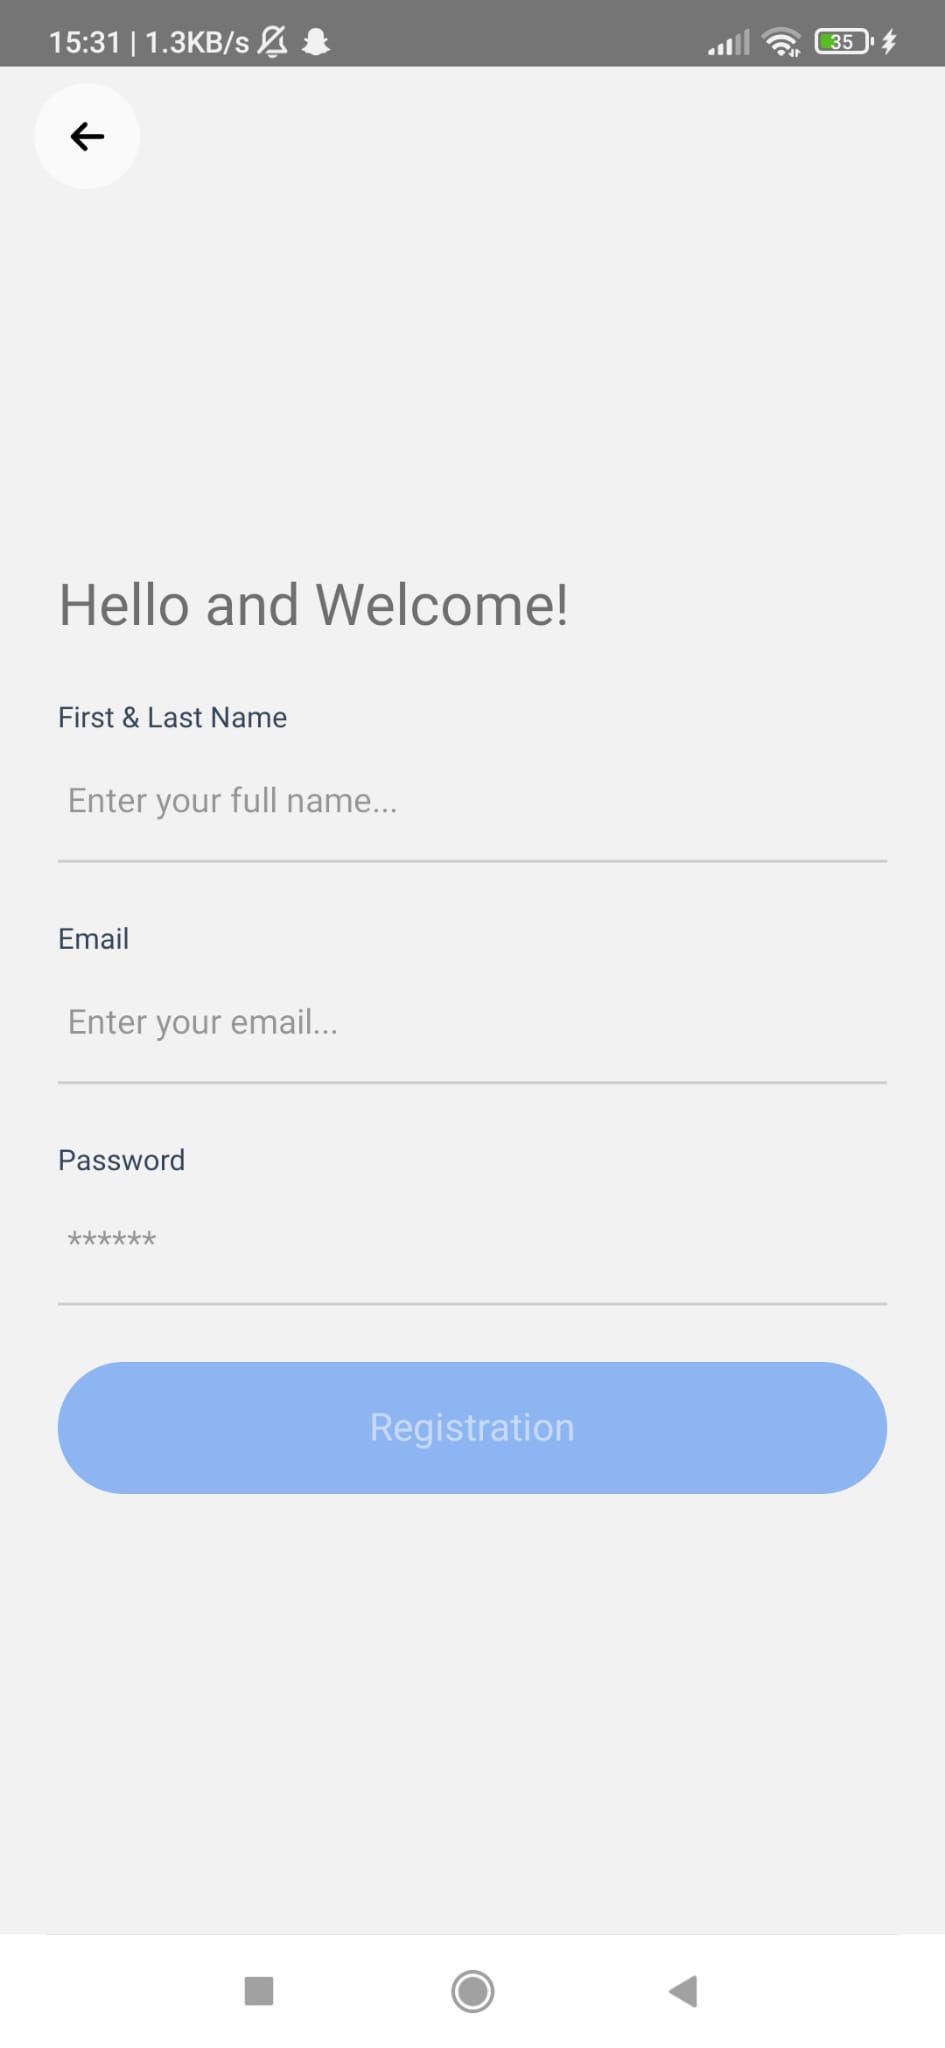 15:31 | 1.3KB/s 35
Hello and Welcome!
First & Last Name
Enter your full name...
Email
Enter your email...
Password
******
Registration